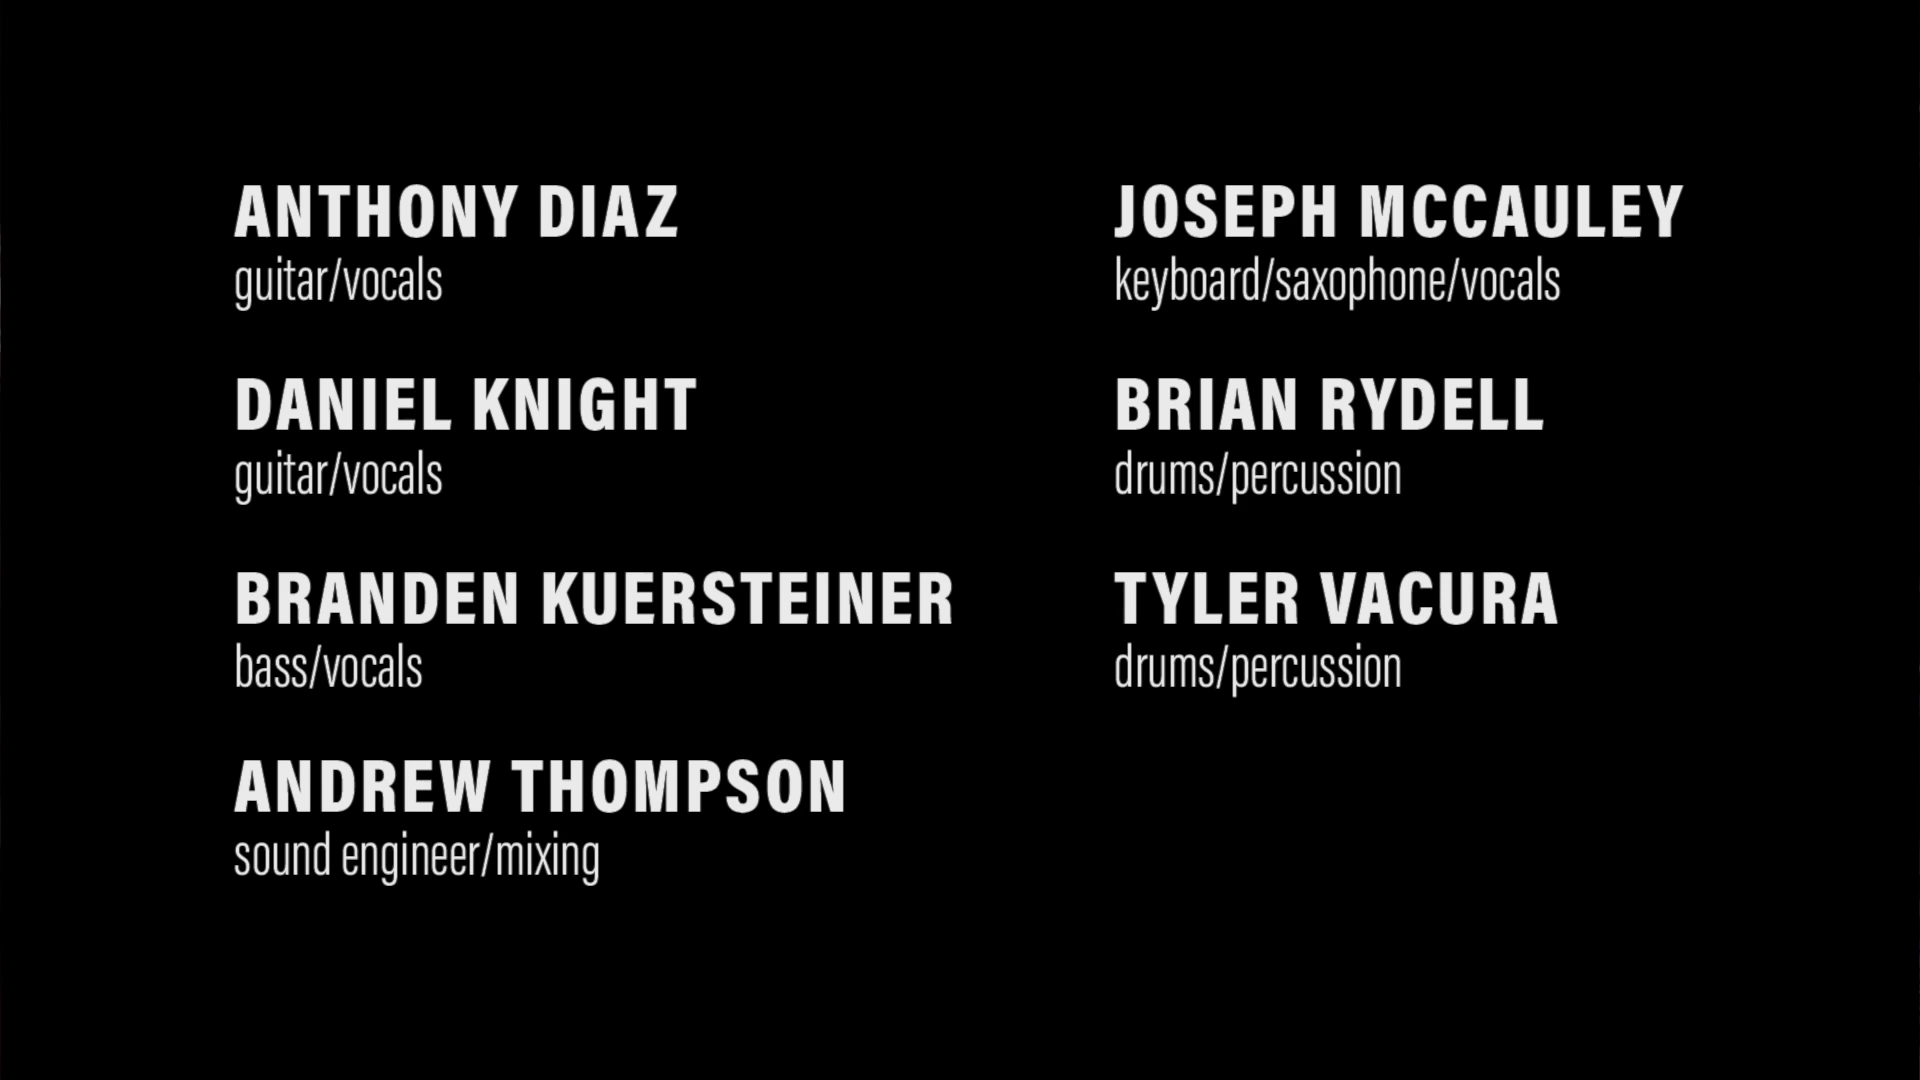 ANTHONY DIAZ
guitar/vocals
DANIEL KNIGHT
guitar/vocals
BRANDEN KUERSTEINER
bass/vocals
ANDREW THOMPSON
sound engineer/mixing
JOSEPH MCCAULEY
keyboard/saxophone/vocals
BRIAN RYDELL
drums/percussion
TYLER VACURA
drums/percussion